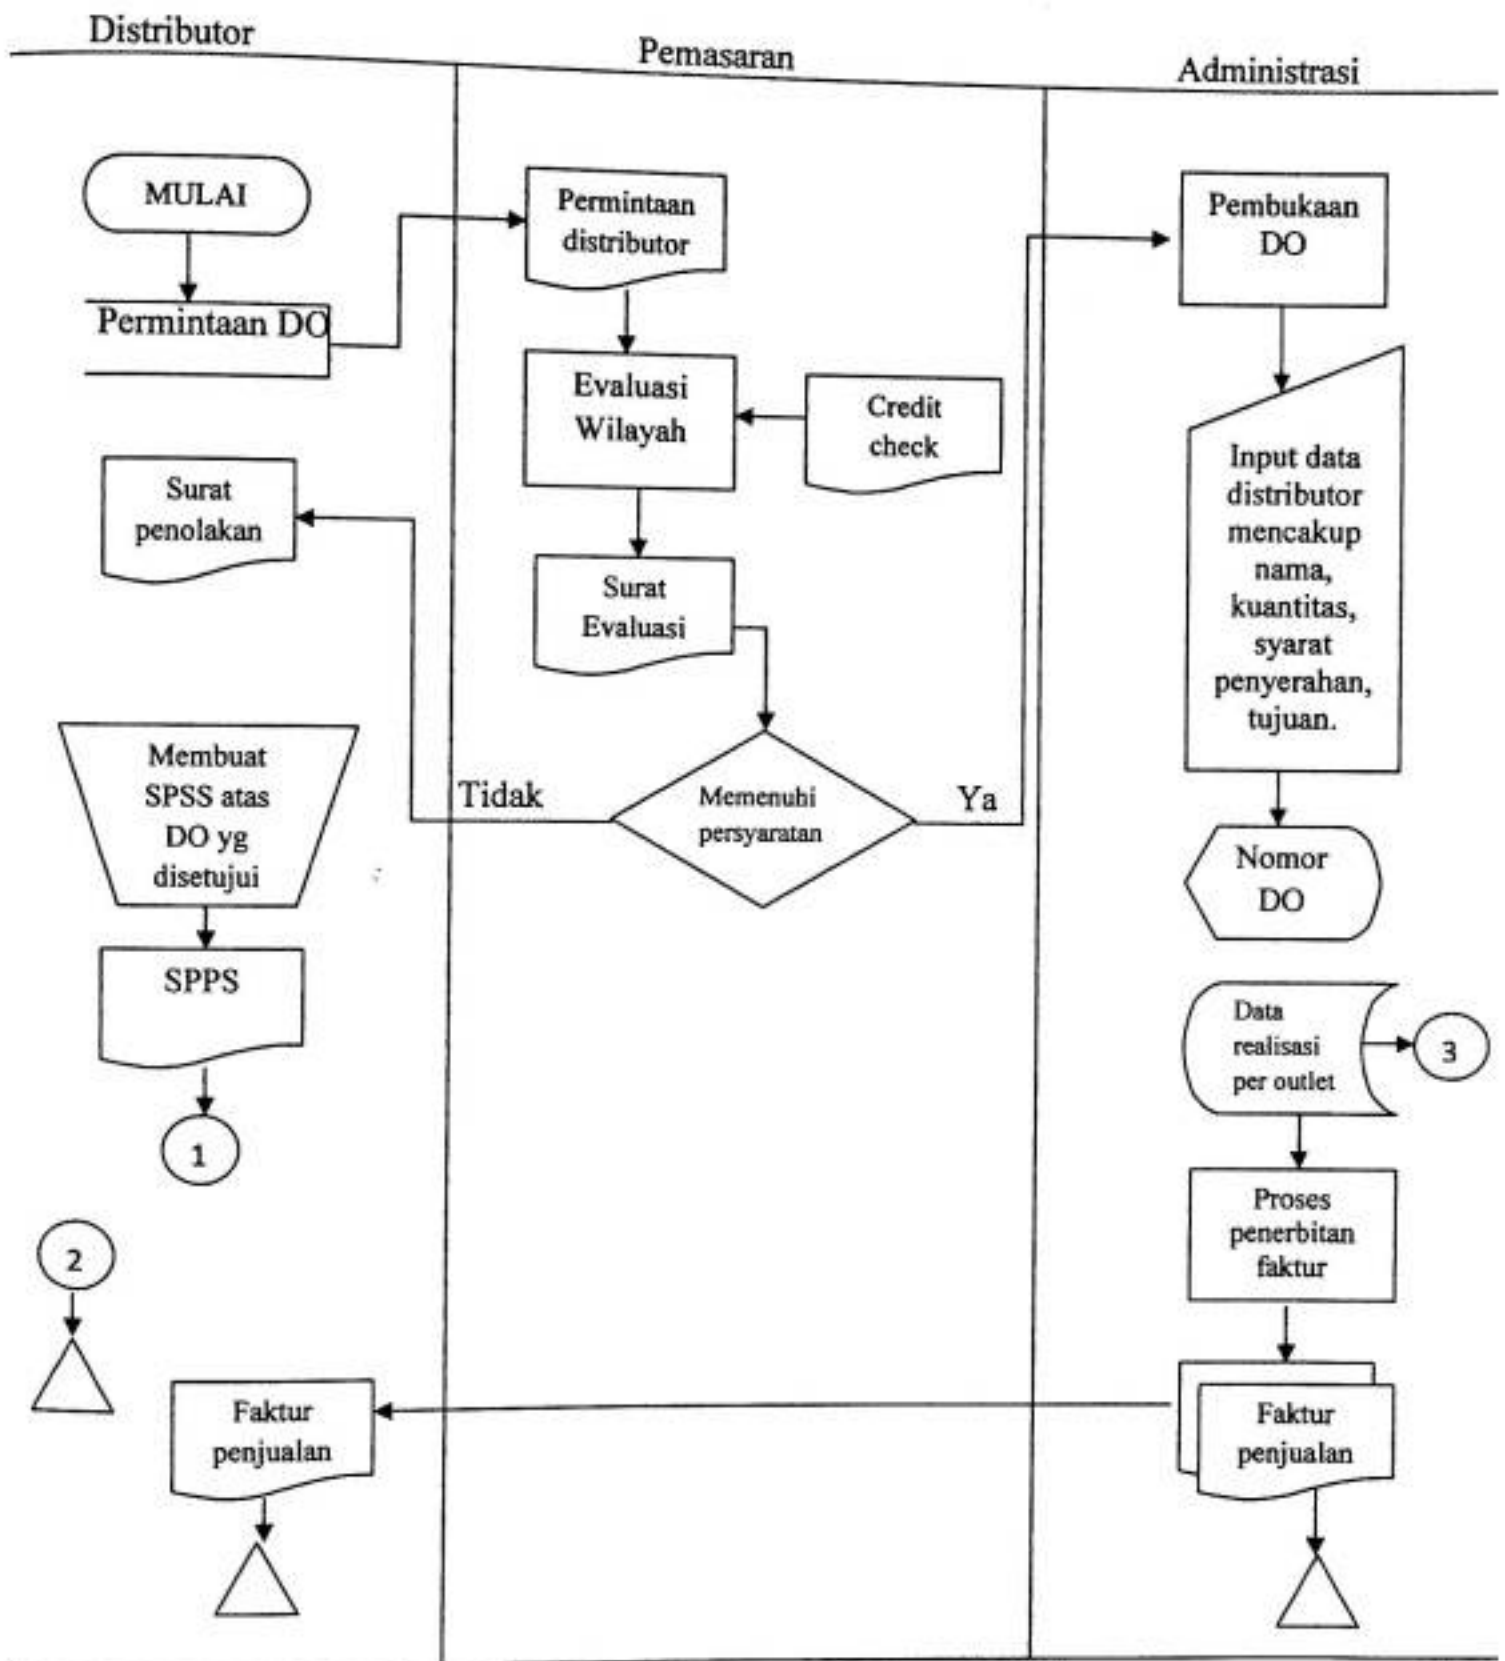 Distributor
Pemasaran
Administrasi
MULAI
Permintaan DO
Surat
penolakan
Membuat
SPSS atas
DO yg
disetujui
SPPS
1
2
Faktur
penjualan
Permintaan
distributor
Evaluasi
Wilayah
Credit
check
Surat
Evaluasi
Tidak
Memenuhi
persyaratan
Ya
Pembukaan
DO
Input data
distributor
mencakup
nama,
kuantitas,
syarat
penyerahan,
tujuan.
Nomor
DO
Data
realisasi
per outlet
3
Proses
penerbitan
faktur
Faktur
penjualan